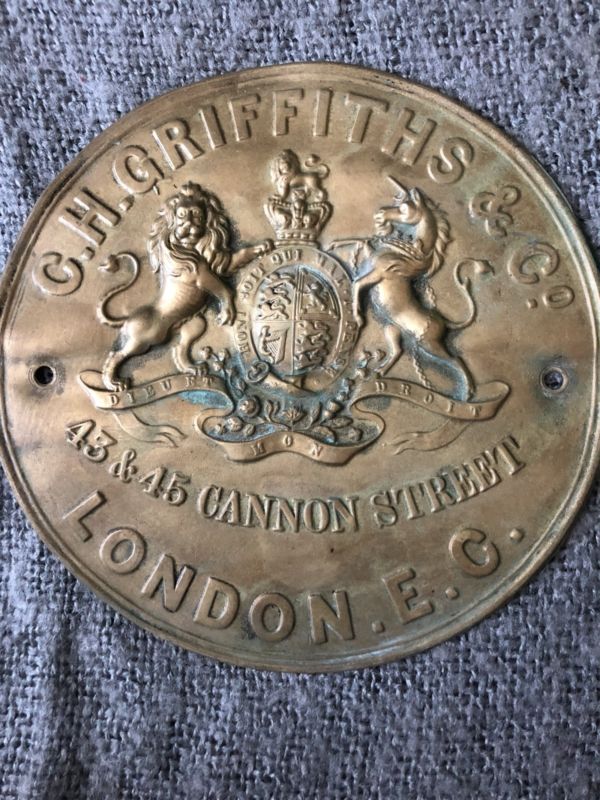 C.H.GRIFFITHS & Cº
HONI SOIT QUI MAL Y PENSE
DIEU ET MON DROIT
43 & 45 CANNON STREET
LONDON.E.C.